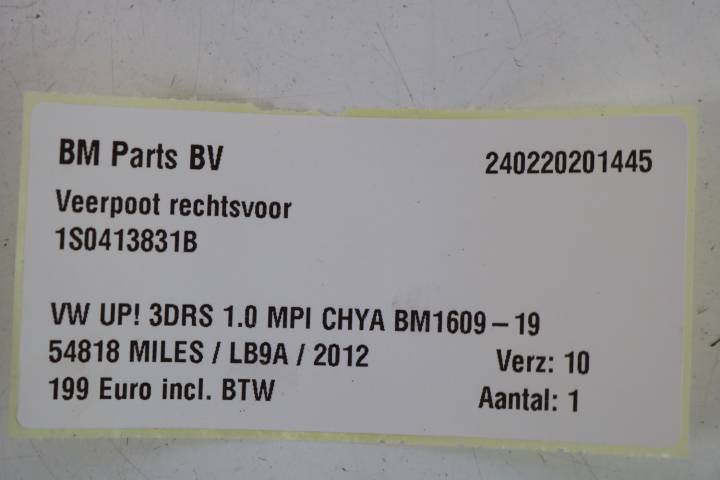 BM Parts BV 240220201445
Veerpoot rechtsvoor
1S0413831B
VW UP! 3DRS 1.0 MPI CHYA BM1609-19
54818 MILES / LB9A / 2012 Verz: 10
199 Euro incl. BTW Aantal: 1